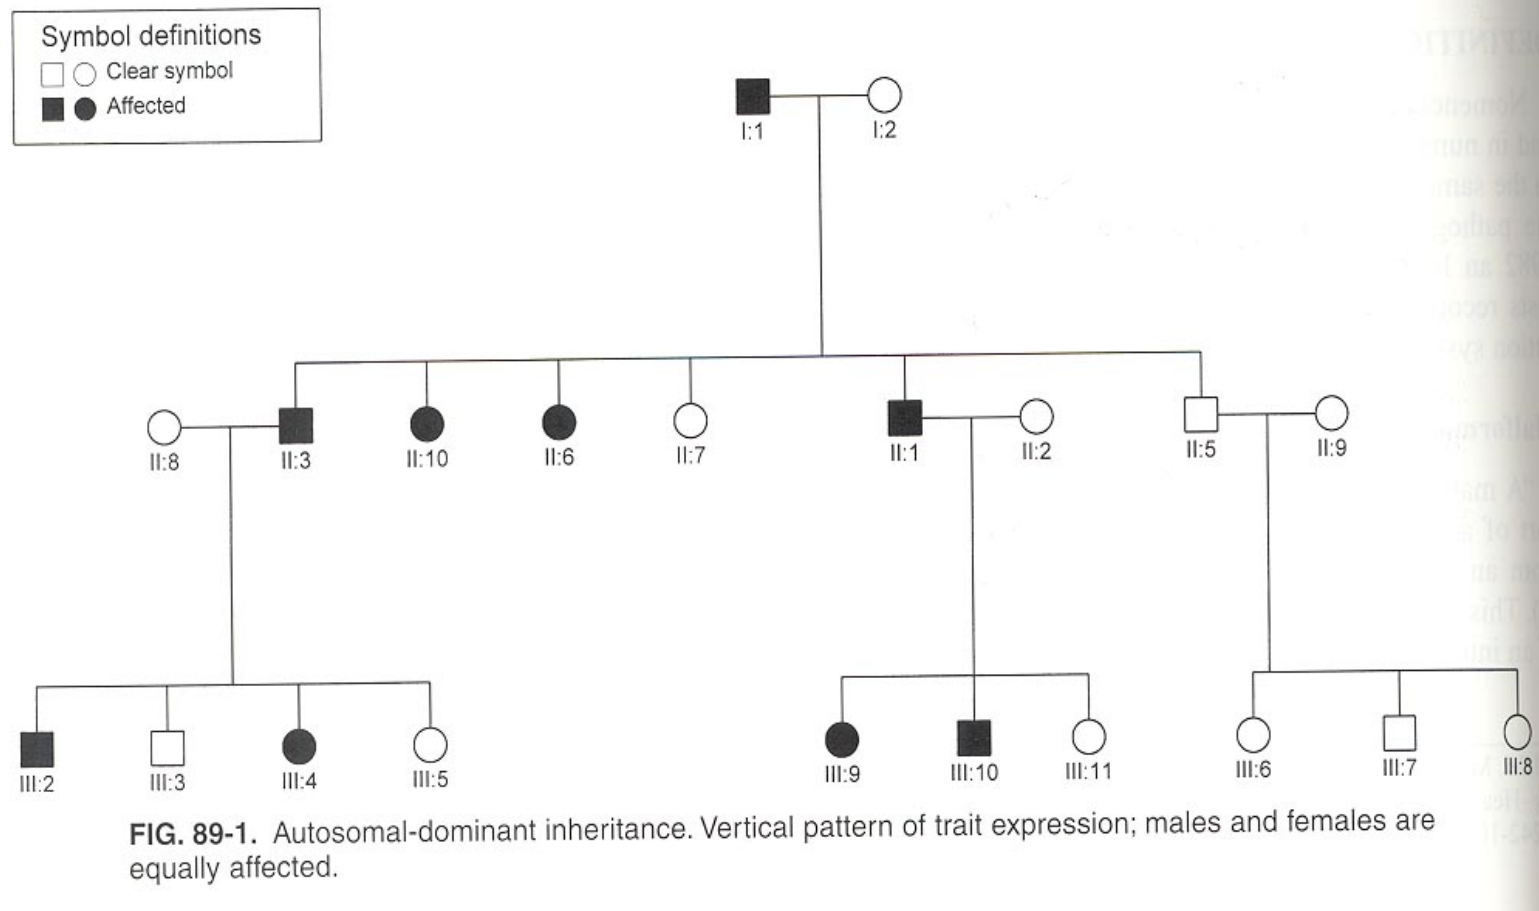 Symbol definitions
Clear symbol
Affected
I:1 I:2
II:8 II:3 II:10 II:6 II:7 II:1 II:2 II:5 II:9
III:2 III:3 III:4 III:5 III:9 III:10 III:11 III:6 III:7 III:8
FIG. 89-1. Autosomal-dominant inheritance. Vertical pattern of trait expression; males and females are
equally affected.